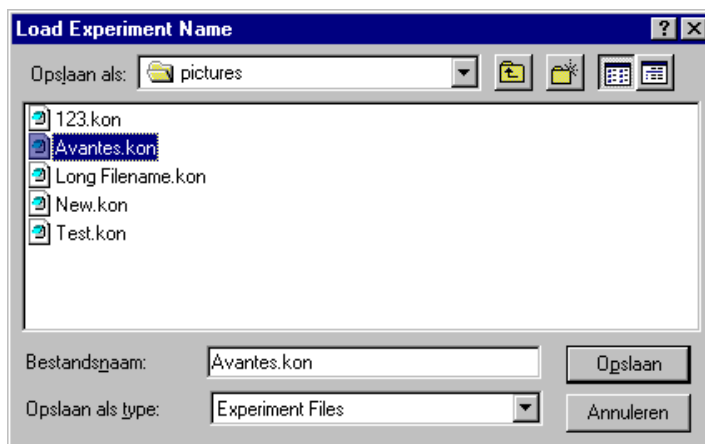 Load Experiment Name
Opslaan als: pictures
123.kon
Avantes.kon
Long Filename.kon
New.kon
Test.kon
Bestandsnaam: Avantes.kon Opslaan
Opslaan als type: Experiment Files Annuleren